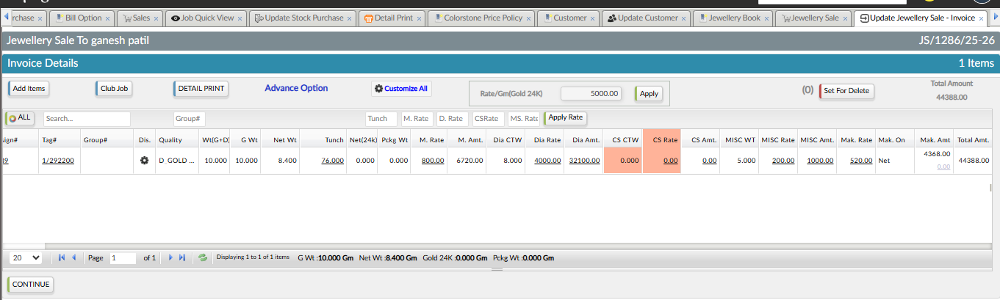 rchase × Bill Option × Sales × Job Quick View × Update Stock Purchase × Detail Print × Colorstone Price Policy × Customer × Update Customer × Jewellery Book × Jewellery Sale × Update Jewellery Sale - Invoice ×
Jewellery Sale To ganesh patil JS/1286/25-26
Invoice Details 1 Items
Add Items Club Job DETAIL PRINT Advance Option Customize All Rate/Gm(Gold 24K) 5000.00 Apply (0) Set For Delete Total Amount
44388.00
ALL Search... Group# Tunch M. Rate D. Rate CSRate MS. Rate Apply Rate
sign# Tag# Group# Dis. Quality Wt(G+D) G Wt Net Wt Tunch Net(24k) Pckg Wt M. Rate M. Amt. Dia CTW Dia Rate Dia Amt. CS CTW CS Rate CS Amt. MISC WT MISC Rate MISC Amt. Mak. Rate Mak. On Mak. Amt Total Amt.
39 1/292200 D GOLD ... 10.000 10.000 8.400 76.000 0.000 0.000 800.00 6720.00 8.000 4000.00 32100.00 0.000 0.00 0.00 5.000 200.00 1000.00 520.00 Net 4368.00 44388.00
0.00
20 Page 1 of 1 Displaying 1 to 1 of 1 items G Wt :10.000 Gm Net Wt :8.400 Gm Gold 24K :0.000 Gm Pckg Wt :0.000 Gm
CONTINUE